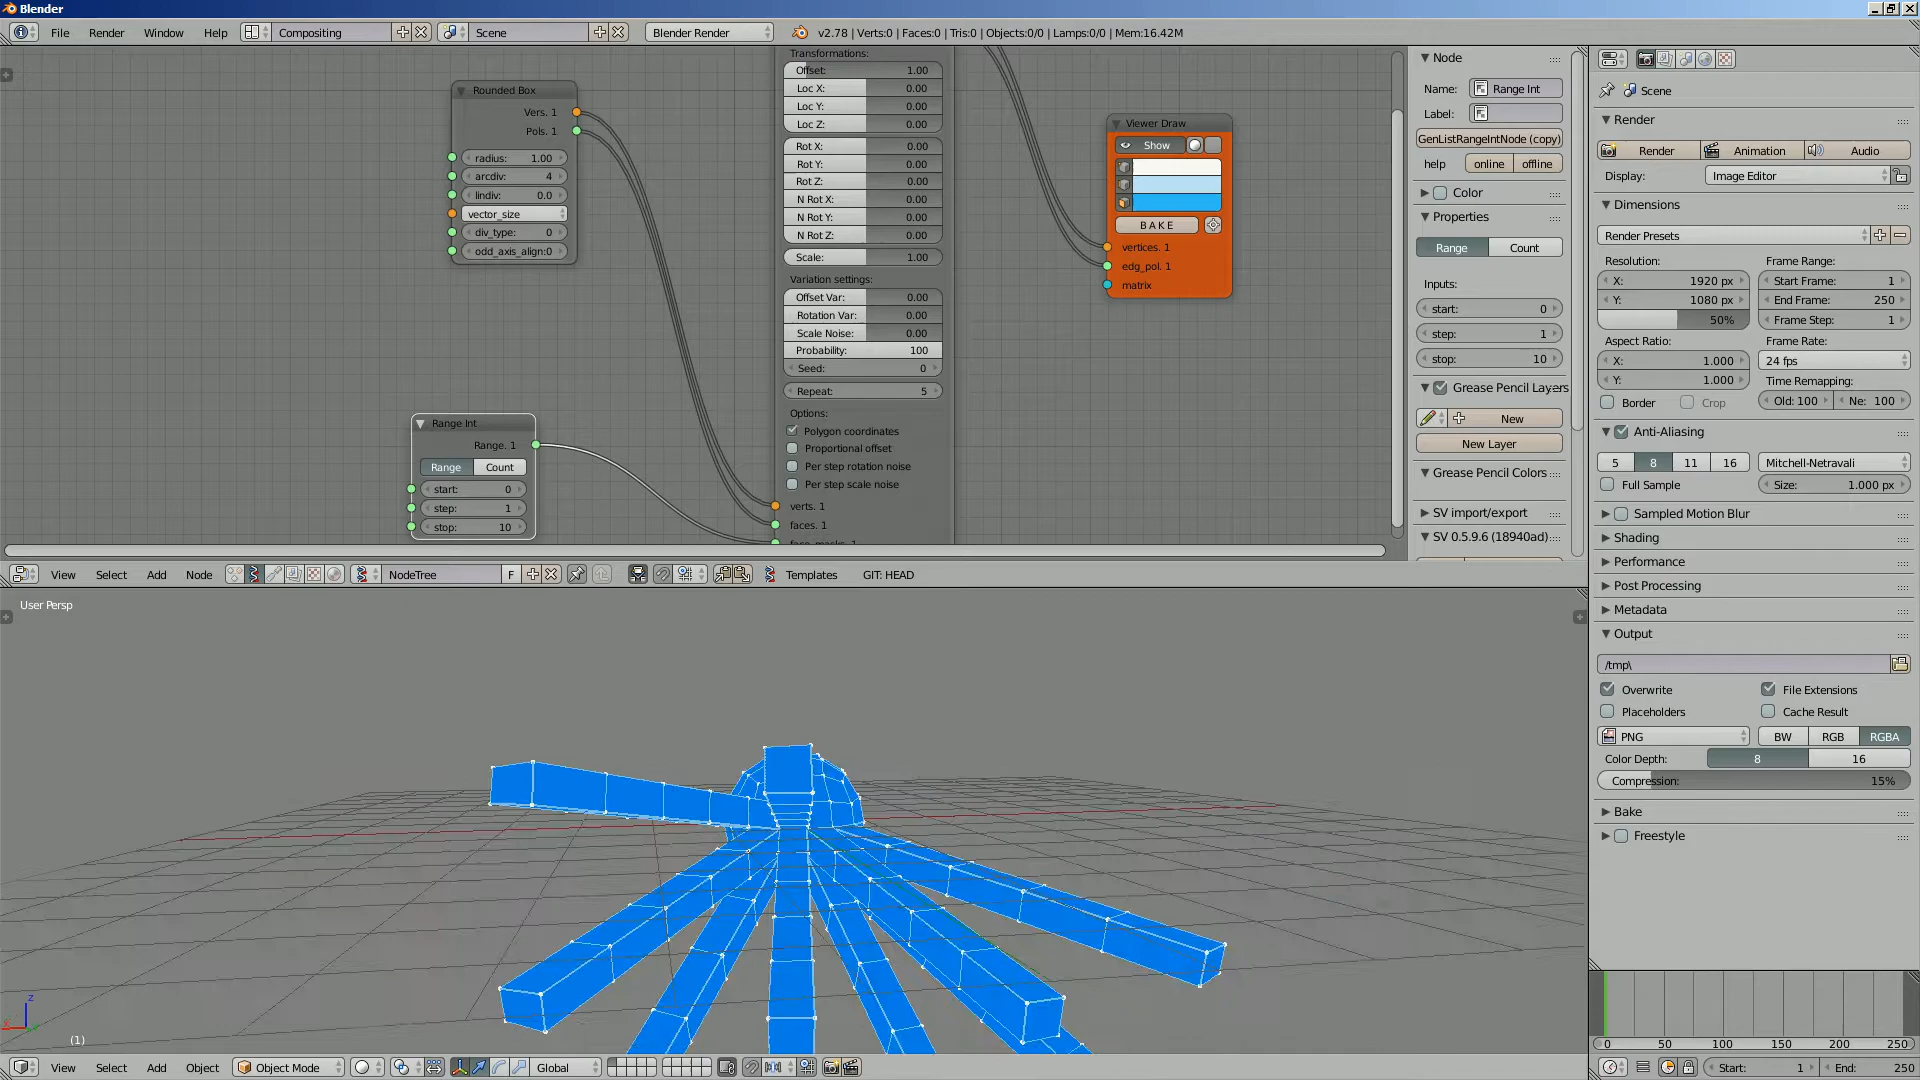 Blender
File Render Window Help Compositing Scene Blender Render v2.78 | Verts:0 | Faces:0 | Tris:0 | Objects:0/0 | Lamps:0/0 | Mem:16.42M
Rounded Box
Vers. 1
Pols. 1
radius: 1.00
arcdiv: 4
lindiv: 0.0
vector_size
div_type: 0
odd_axis_align:0
Range Int
Range. 1
Range Count
start: 0
step: 1
stop: 10
Transformations:
Offset: 1.00
Loc X: 0.00
Loc Y: 0.00
Loc Z: 0.00
Rot X: 0.00
Rot Y: 0.00
Rot Z: 0.00
N Rot X: 0.00
N Rot Y: 0.00
N Rot Z: 0.00
Scale: 1.00
Variation settings:
Offset Var: 0.00
Rotation Var: 0.00
Scale Noise: 0.00
Probability: 100
Seed: 0
Repeat: 5
Options:
Polygon coordinates
Proportional offset
Per step rotation noise
Per step scale noise
verts. 1
faces. 1
Viewer Draw
Show
BAKE
vertices. 1
edg_pol. 1
matrix
Node
Name: Range Int
Label:
GenListRangeIntNode (copy)
help online offline
Color
Properties
Range Count
Inputs:
start: 0
step: 1
stop: 10
Grease Pencil Layers
New
New Layer
Grease Pencil Colors
SV import/export
SV 0.5.9.6 (18940ad)
View Select Add Node NodeTree F Templates GIT: HEAD
User Persp
z
x
(1)
View Select Add Object Object Mode Global
Scene
Render
Render Animation Audio
Display: Image Editor
Dimensions
Render Presets
Resolution: Frame Range:
X: 1920 px Start Frame: 1
Y: 1080 px End Frame: 250
50% Frame Step: 1
Aspect Ratio: Frame Rate:
X: 1.000 24 fps
Y: 1.000 Time Remapping:
Border Crop Old: 100 Ne: 100
Anti-Aliasing
5 8 11 16 Mitchell-Netravali
Full Sample Size: 1.000 px
Sampled Motion Blur
Shading
Performance
Post Processing
Metadata
Output
/tmp\
Overwrite File Extensions
Placeholders Cache Result
PNG BW RGB RGBA
Color Depth: 8 16
Compression: 15%
Bake
Freestyle
0 50 100 150 200 250
Start: 1 End: 250